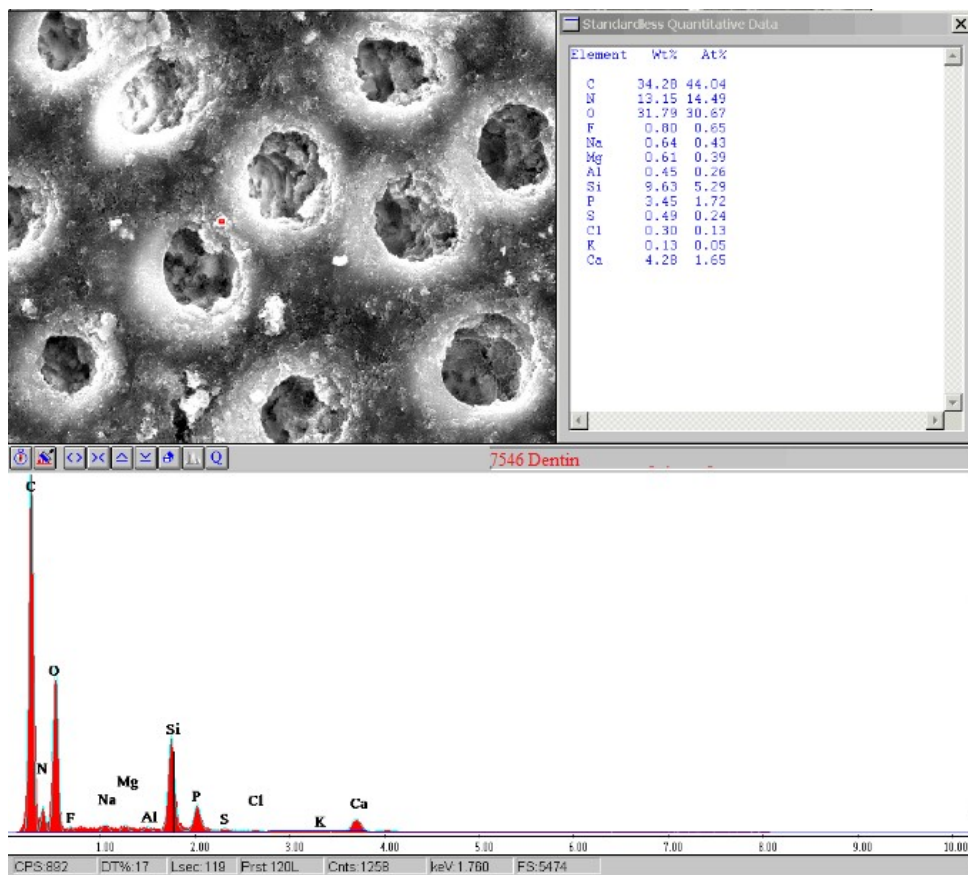 Standardless Quantitative Data
Element Wt% At%
C 34.28 44.04
N 13.15 14.49
O 31.79 30.67
F 0.80 0.65
Na 0.64 0.43
Mg 0.61 0.39
Al 0.45 0.26
Si 9.63 5.29
P 3.45 1.72
S 0.49 0.24
Cl 0.30 0.13
K 0.13 0.05
Ca 4.28 1.65
Q
7546 Dentin
C
O
Si
N
Mg
Na
P
Cl
Ca
F
Al
S
K
1.00 2.00 3.00 4.00 5.00 6.00 7.00 8.00 9.00 10.00
CPS:892 DT%:17 Lsec:119 Prst:120L Cnts:1258 keV:1.760 FS:5474